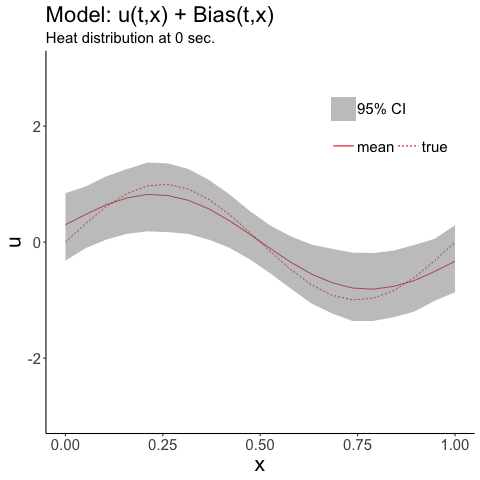 Model: u(t,x) + Bias(t,x)
Heat distribution at 0 sec.
95% CI
mean true
2
0
-2
u
0.00 0.25 0.50 0.75 1.00
x